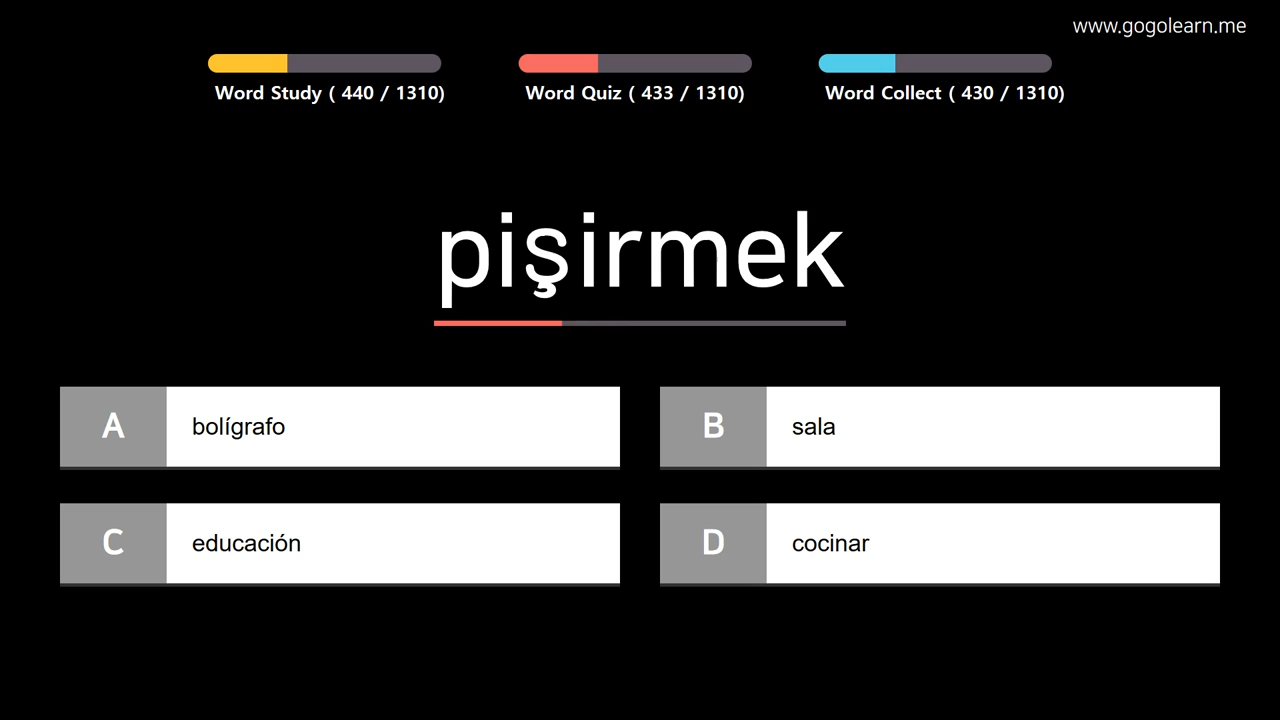 www.gogolearn.me
Word Study ( 440 / 1310)
Word Quiz ( 433 / 1310)
Word Collect ( 430 / 1310)
pişirmek
A bolígrafo
B sala
C educación
D cocinar